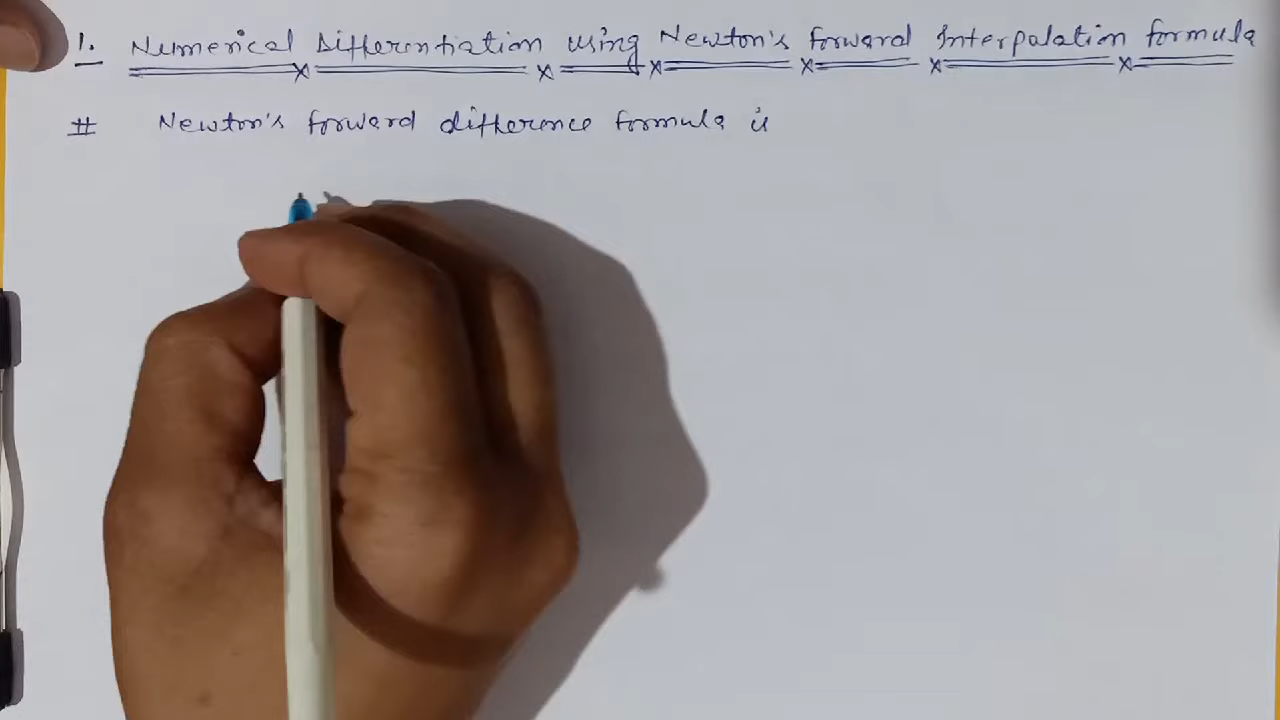 1. Numerical Differentiation using Newton's forward Interpolation formula
# Newton's forward difference formula is